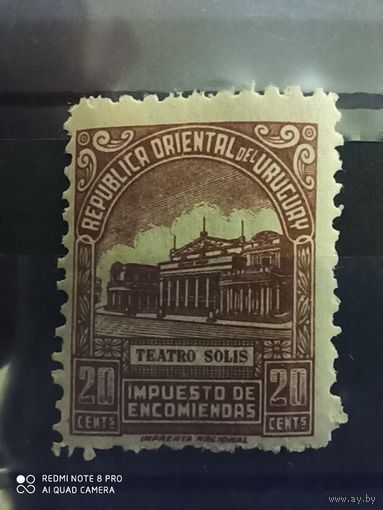 REPUBLICA ORIENTAL DEL URUGUAY
TEATRO SOLIS
20 CENTS
IMPUESTO DE
ENCOMIENDAS
20 CENTS
IMPRENTA NACIONAL
REDMI NOTE 8 PRO
AI QUAD CAMERA
www.ay.by